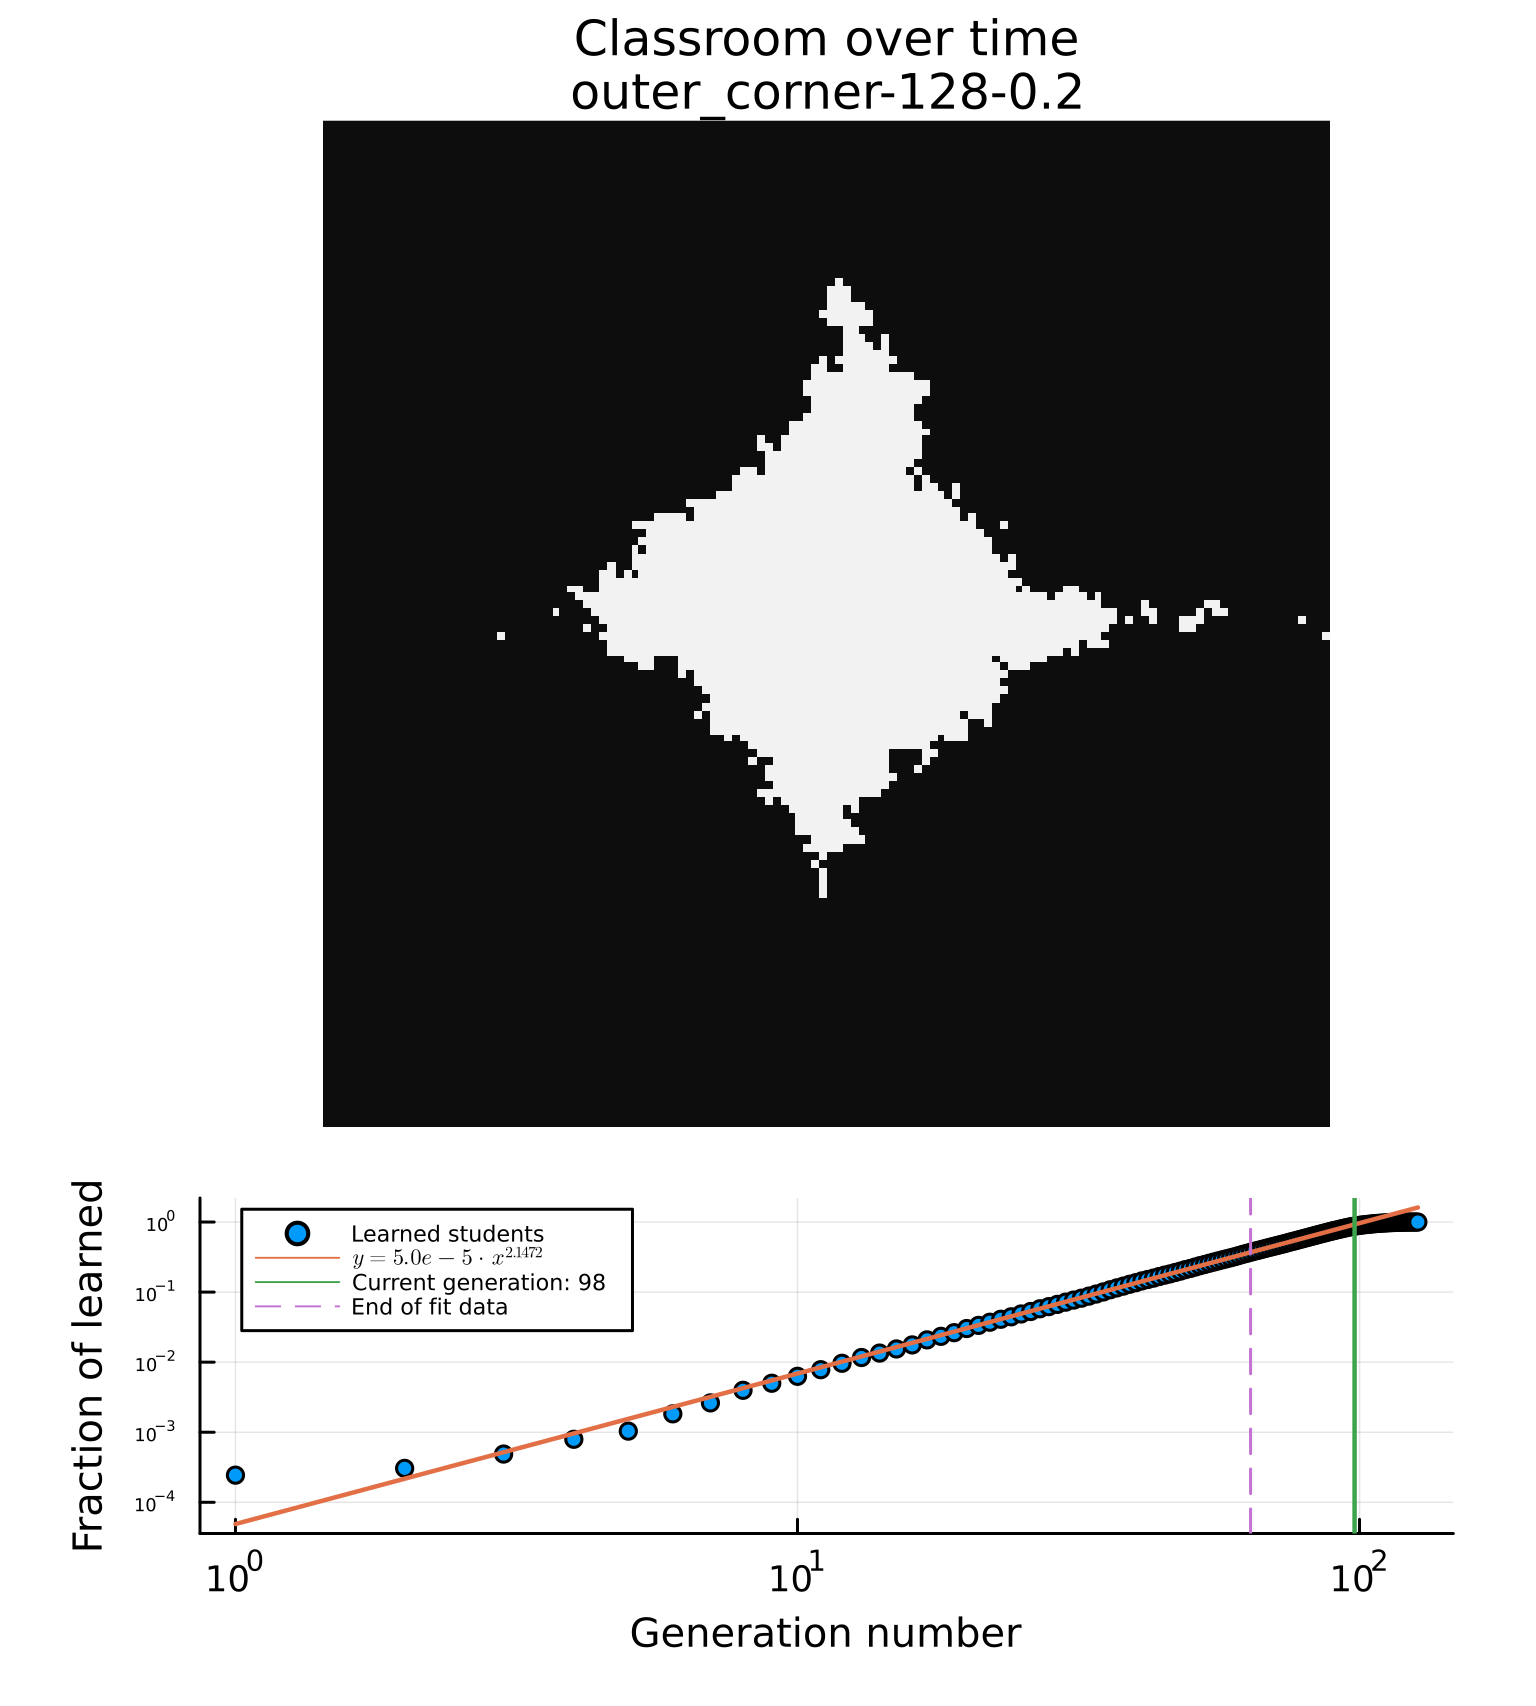 Classroom over time
outer_corner-128-0.2
Fraction of learned
10^0
10^-1
10^-2
10^-3
10^-4
Learned students
y = 5.0e − 5 · x^2.1472
Current generation: 98
End of fit data
10^0 10^1 10^2
Generation number